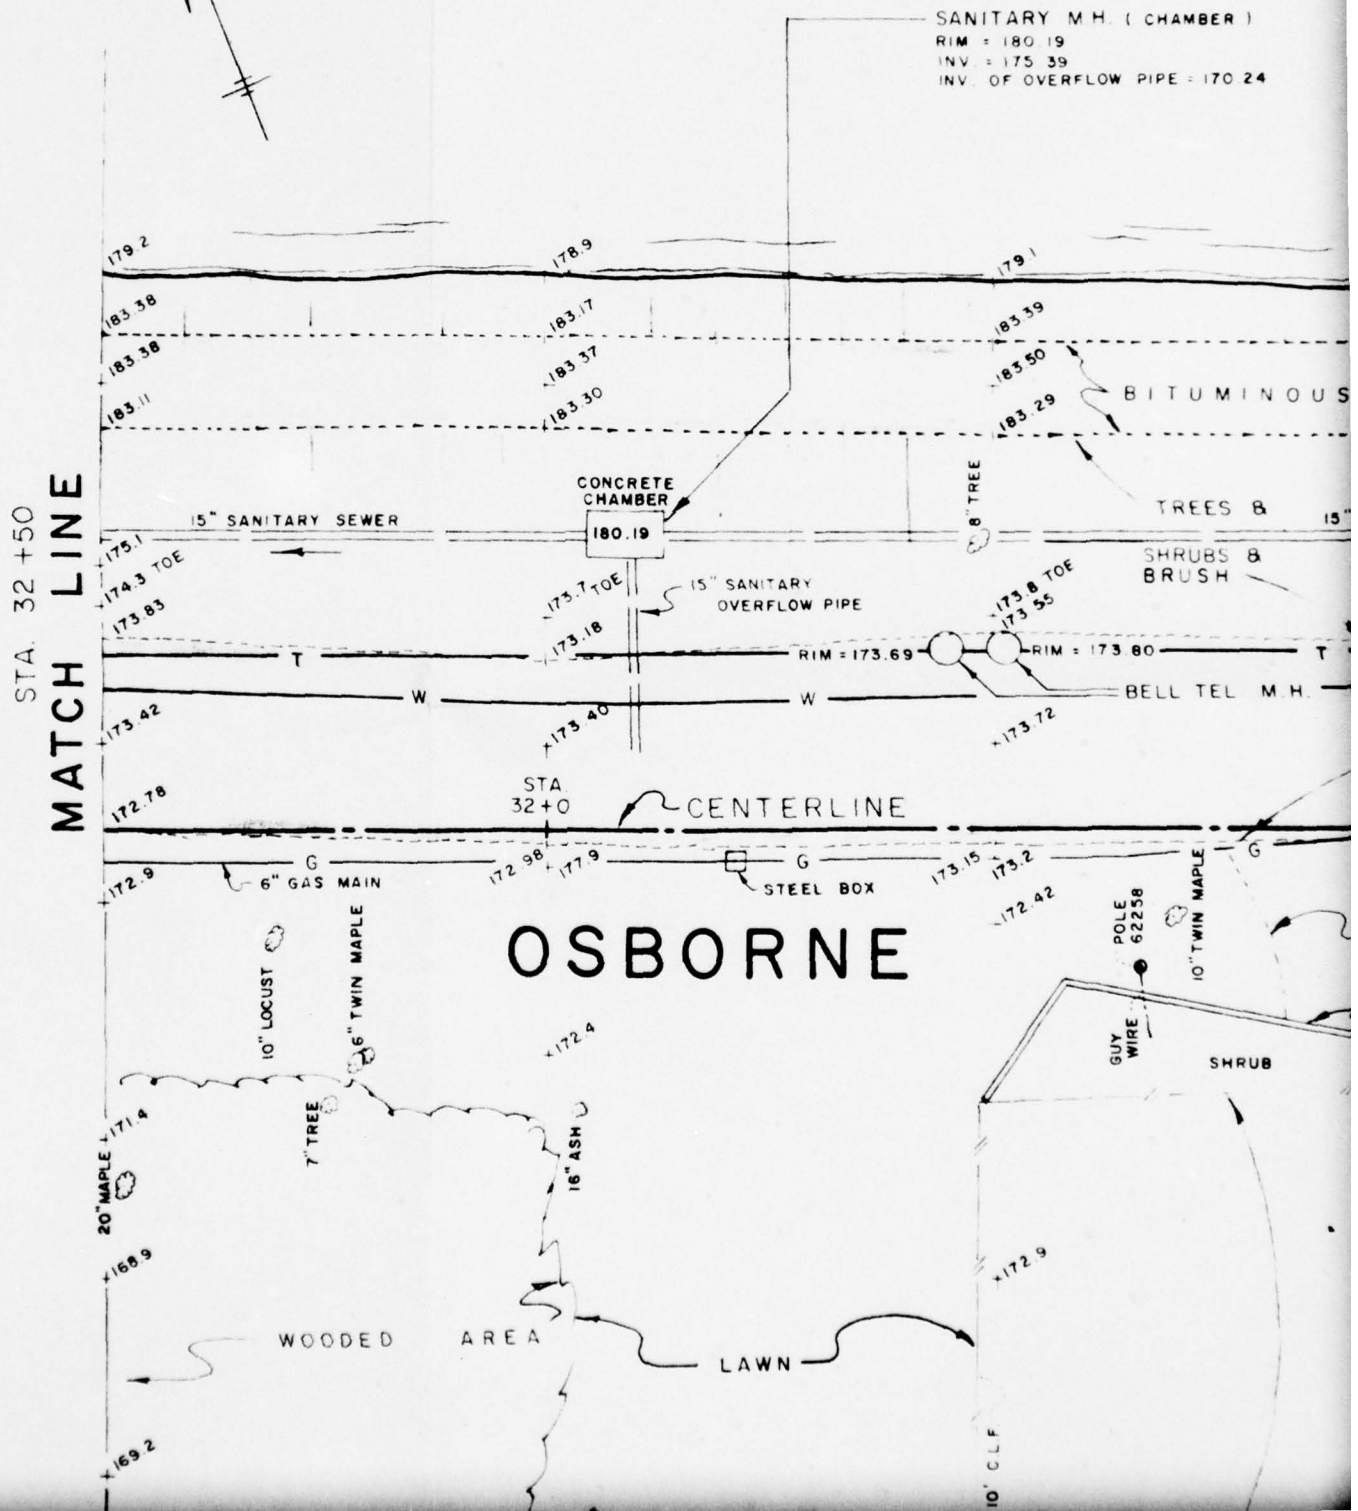 SANITARY M.H. ( CHAMBER )
RIM = 180.19
INV. = 175.39
INV. OF OVERFLOW PIPE = 170.24
179.2
178.9
179.1
183.38
183.17
183.39
183.38
183.37
183.50
BITUMINOUS
183.11
183.30
183.29
STA. 32+50
MATCH LINE
CONCRETE
CHAMBER
180.19
8" TREE
TREES &
15" SANITARY SEWER
15"
175.1
174.3 TOE
173.7 TOE
15" SANITARY
OVERFLOW PIPE
SHRUBS &
BRUSH
173.8 TOE
173.55
173.83
173.18
T
RIM = 173.69
RIM = 173.80
T
W
W
BELL TEL. M.H.
173.42
173.40
173.72
STA.
32+0
CENTERLINE
172.78
G
172.98
177.9
G
173.15
173.2
G
6" GAS MAIN
STEEL BOX
172.9
172.42
OSBORNE
10" LOCUST
6" TWIN MAPLE
POLE
62258
10" TWIN MAPLE
172.4
GUY
WIRE
SHRUB
171.4
7" TREE
16" ASH
20" MAPLE
168.9
172.9
WOODED AREA
LAWN
169.2
10' C.L.F.